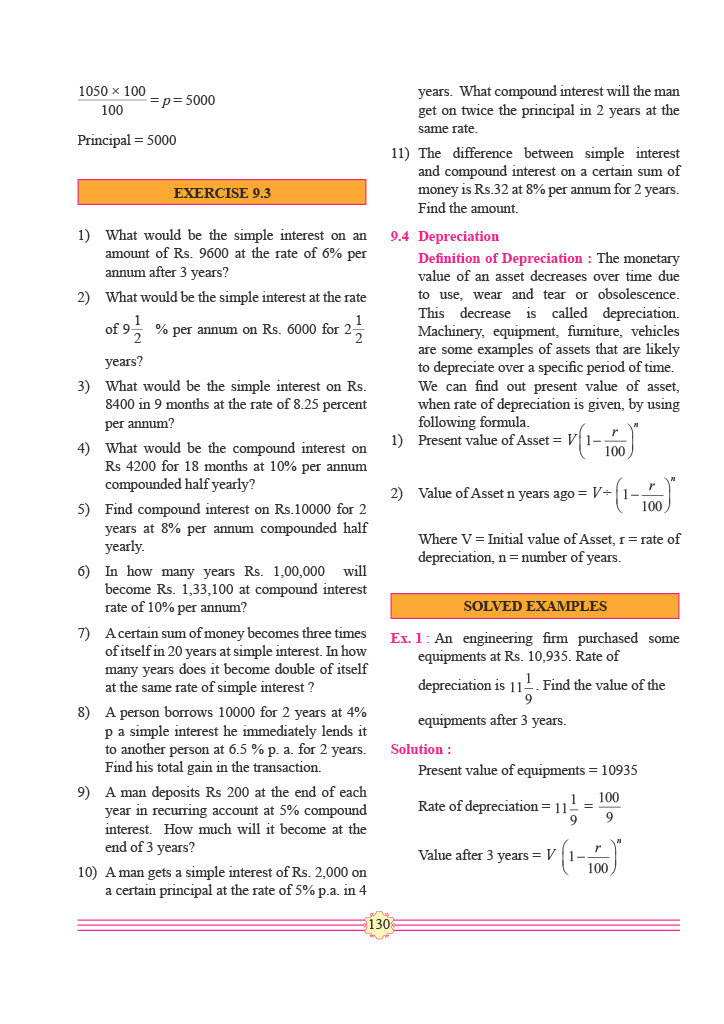 1050 × 100 / 100 = p = 5000
Principal = 5000
EXERCISE 9.3
1) What would be the simple interest on an
amount of Rs. 9600 at the rate of 6% per
annum after 3 years?
2) What would be the simple interest at the rate
of 9 1/2 % per annum on Rs. 6000 for 2 1/2
years?
3) What would be the simple interest on Rs.
8400 in 9 months at the rate of 8.25 percent
per annum?
4) What would be the compound interest on
Rs 4200 for 18 months at 10% per annum
compounded half yearly?
5) Find compound interest on Rs.10000 for 2
years at 8% per annum compounded half
yearly.
6) In how many years Rs. 1,00,000 will
become Rs. 1,33,100 at compound interest
rate of 10% per annum?
7) A certain sum of money becomes three times
of itself in 20 years at simple interest. In how
many years does it become double of itself
at the same rate of simple interest ?
8) A person borrows 10000 for 2 years at 4%
p a simple interest he immediately lends it
to another person at 6.5 % p. a. for 2 years.
Find his total gain in the transaction.
9) A man deposits Rs 200 at the end of each
year in recurring account at 5% compound
interest. How much will it become at the
end of 3 years?
10) A man gets a simple interest of Rs. 2,000 on
a certain principal at the rate of 5% p.a. in 4
years. What compound interest will the man
get on twice the principal in 2 years at the
same rate.
11) The difference between simple interest
and compound interest on a certain sum of
money is Rs.32 at 8% per annum for 2 years.
Find the amount.
9.4 Depreciation
Definition of Depreciation : The monetary
value of an asset decreases over time due
to use, wear and tear or obsolescence.
This decrease is called depreciation.
Machinery, equipment, furniture, vehicles
are some examples of assets that are likely
to depreciate over a specific period of time.
We can find out present value of asset,
when rate of depreciation is given, by using
following formula.
1) Present value of Asset = V(1 − r/100)^n
2) Value of Asset n years ago = V ÷ (1 − r/100)^n
Where V = Initial value of Asset, r = rate of
depreciation, n = number of years.
SOLVED EXAMPLES
Ex. 1 : An engineering firm purchased some
equipments at Rs. 10,935. Rate of
depreciation is 11 1/9. Find the value of the
equipments after 3 years.
Solution :
Present value of equipments = 10935
Rate of depreciation = 11 1/9 = 100/9
Value after 3 years = V (1 − r/100)^n
130